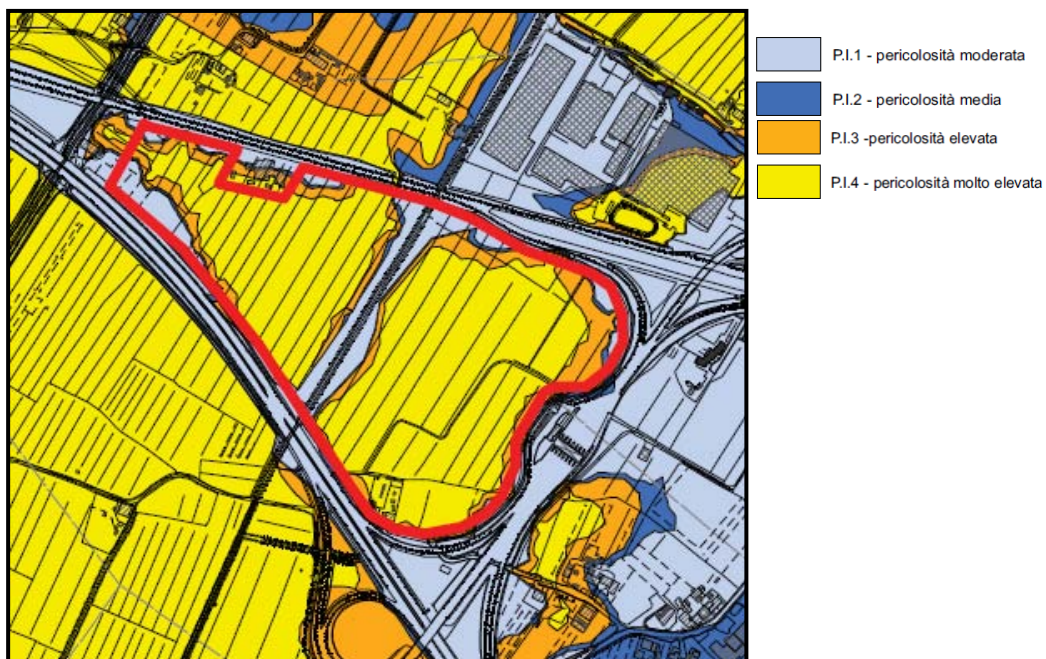 P.I.1 - pericolosità moderata
P.I.2 - pericolosità media
P.I.3 -pericolosità elevata
P.I.4 - pericolosità molto elevata